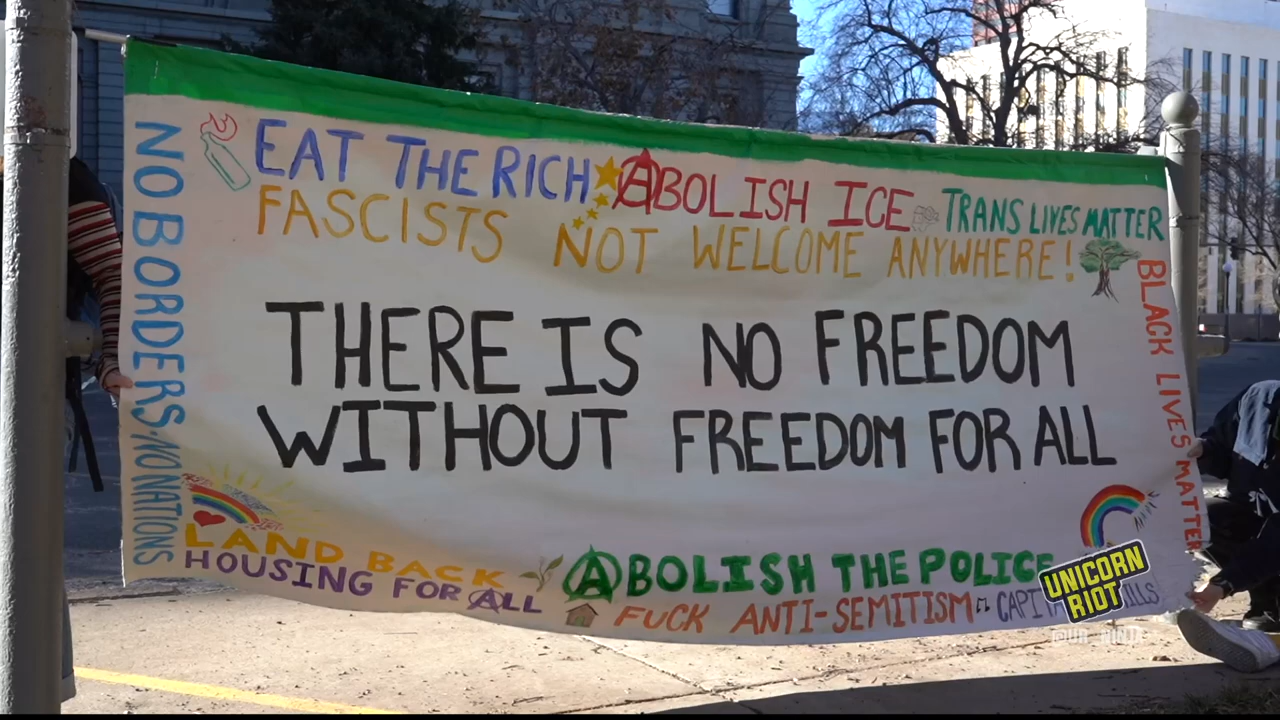 EAT THE RICH ABOLISH ICE TRANS LIVES MATTER
FASCISTS NOT WELCOME ANYWHERE!
NO BORDERS, NO NATIONS
BLACK LIVES MATTER
THERE IS NO FREEDOM
WITHOUT FREEDOM FOR ALL
LAND BACK
HOUSING FOR ALL
ABOLISH THE POLICE
FUCK ANTI-SEMITISM
UNICORN
RIOT